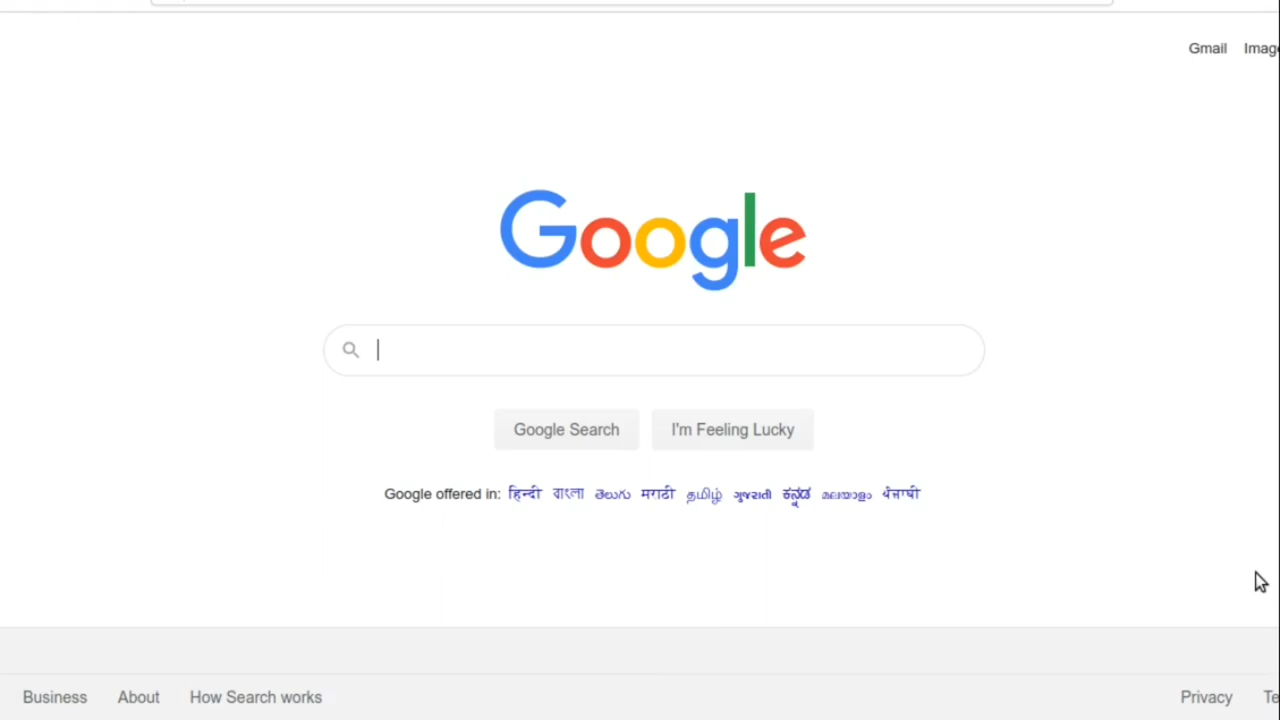 Gmail
Google
Google Search
I'm Feeling Lucky
Google offered in: हिन्दी বাংলা తెలుగు मराठी தமிழ் ગુજરાતી ಕನ್ನಡ മലയാളം ਪੰਜਾਬੀ
Business About How Search works
Privacy